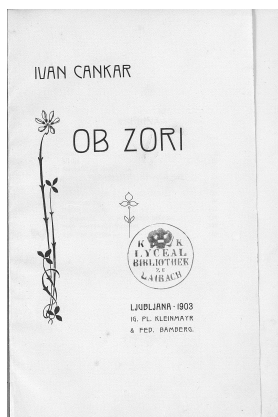 IVAN CANKAR
OB ZORI
K K
LYCEAL
BIBLIOTHEK
LAIBACH
LJUBLJANA · 1903
IG. PL. KLEINMAYR
& FED. BAMBERG.